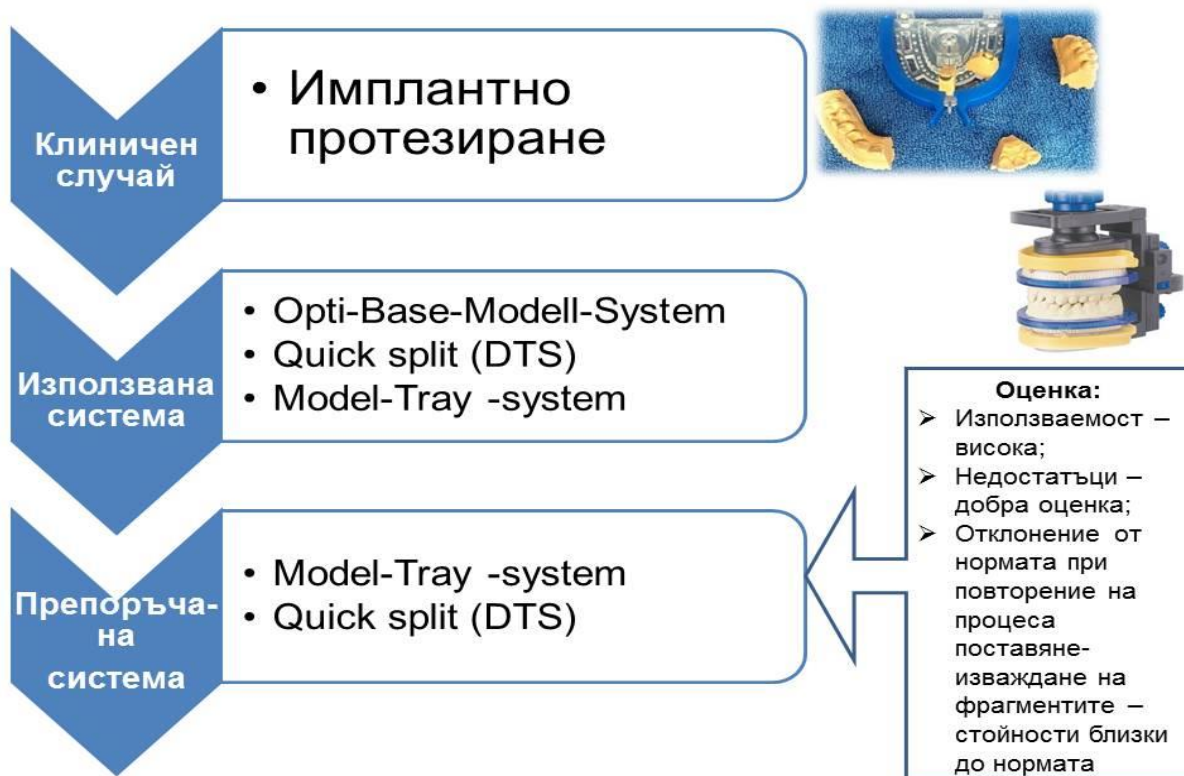 Клиничен
случай
• Имплантно
протезиране
Използвана
система
• Opti-Base-Modell-System
• Quick split (DTS)
• Model-Tray -system
Препоръча-
на
система
• Model-Tray -system
• Quick split (DTS)
Оценка:
➢ Използваемост –
висока;
➢ Недостатъци –
добра оценка;
➢ Отклонение от
нормата при
повторение на
процеса
поставяне-
изваждане на
фрагментите –
стойности близки
до нормата